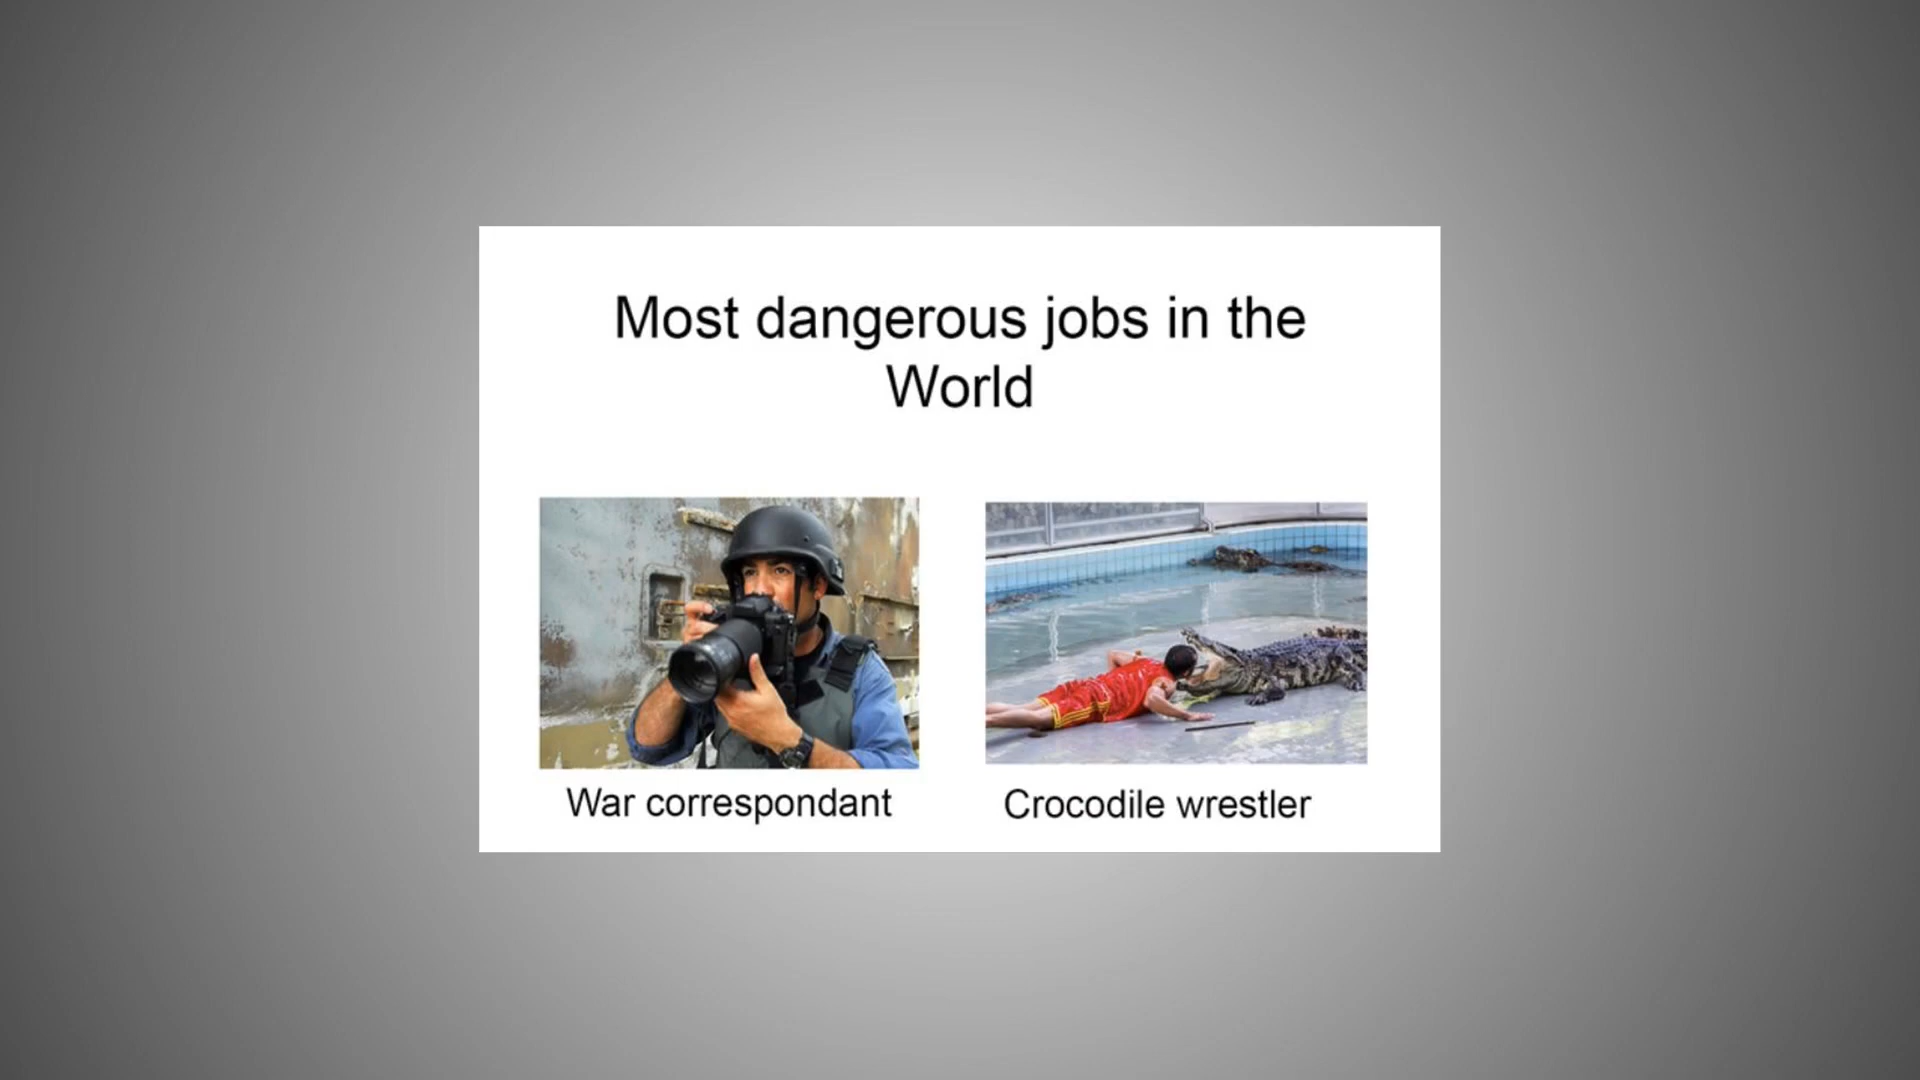 Most dangerous jobs in the
World
War correspondant
Crocodile wrestler